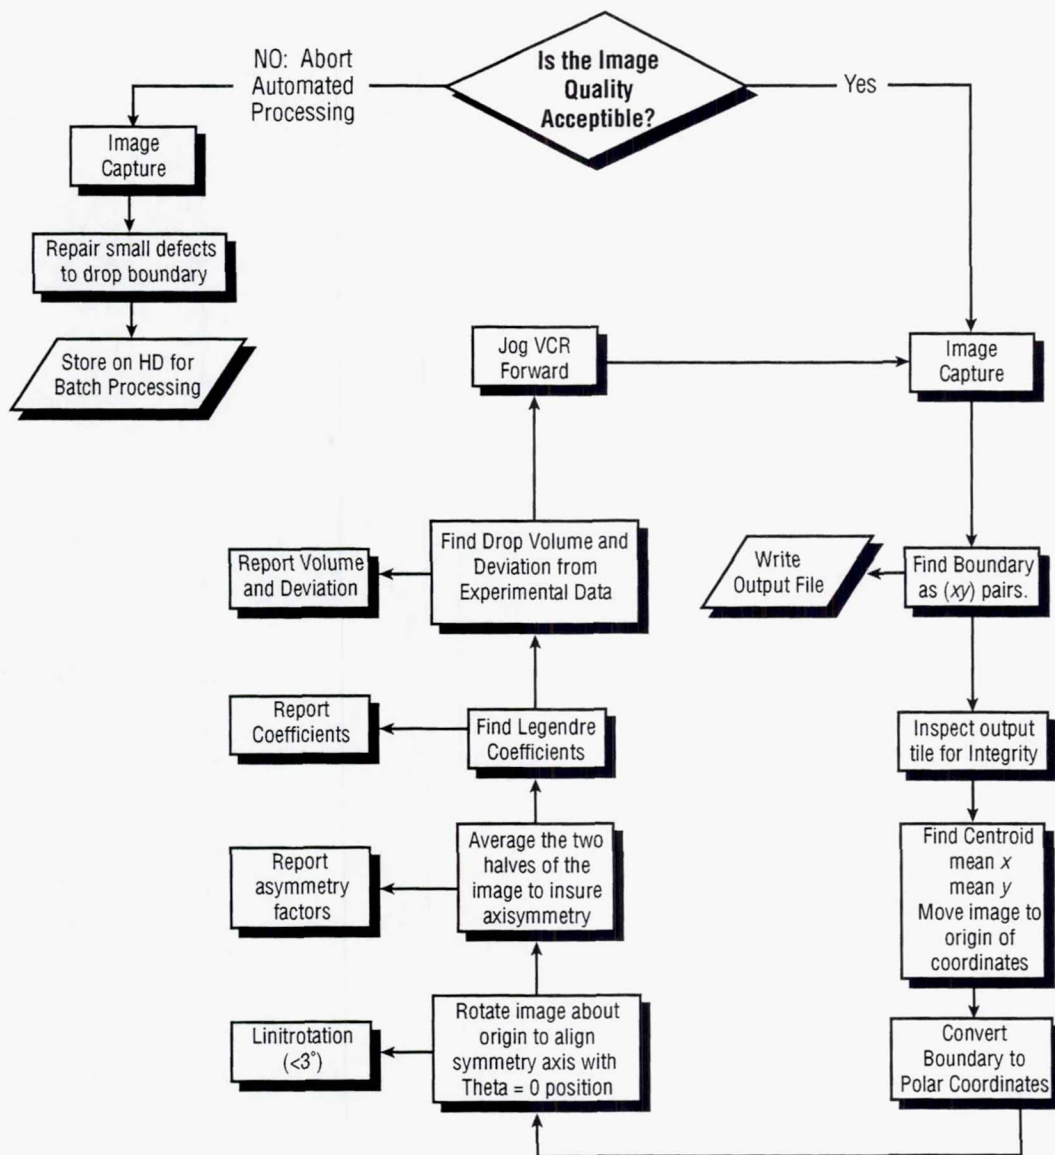 Is the Image
Quality
Acceptible?
NO: Abort
Automated
Processing
Yes
Image
Capture
Repair small defects
to drop boundary
Store on HD for
Batch Processing
Jog VCR
Forward
Image
Capture
Find Drop Volume and
Deviation from
Experimental Data
Report Volume
and Deviation
Write
Output File
Find Boundary
as (xy) pairs.
Report
Coefficients
Find Legendre
Coefficients
Inspect output
tile for Integrity
Report
asymmetry
factors
Average the two
halves of the
image to insure
axisymmetry
Find Centroid
mean x
mean y
Move image to
origin of
coordinates
Linitrotation
(<3°)
Rotate image about
origin to align
symmetry axis with
Theta = 0 position
Convert
Boundary to
Polar Coordinates